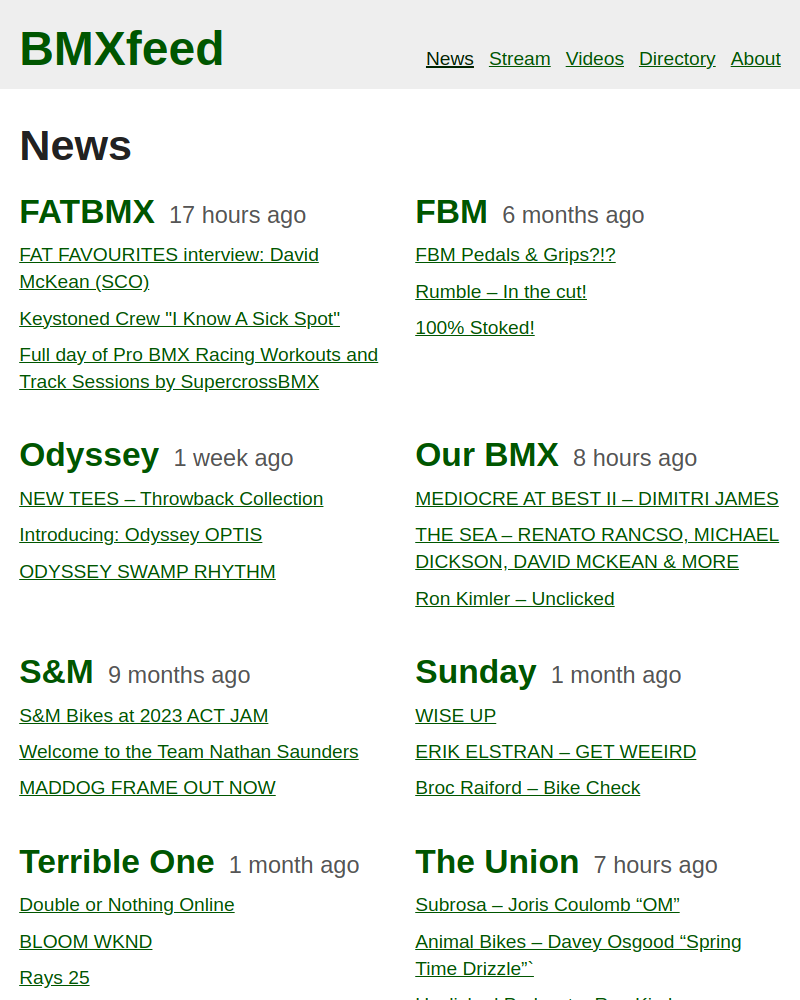 BMXfeed
News Stream Videos Directory About
News
FATBMX 17 hours ago
FAT FAVOURITES interview: David
McKean (SCO)
Keystoned Crew "I Know A Sick Spot"
Full day of Pro BMX Racing Workouts and
Track Sessions by SupercrossBMX
FBM 6 months ago
FBM Pedals & Grips?!?
Rumble – In the cut!
100% Stoked!
Odyssey 1 week ago
NEW TEES – Throwback Collection
Introducing: Odyssey OPTIS
ODYSSEY SWAMP RHYTHM
Our BMX 8 hours ago
MEDIOCRE AT BEST II – DIMITRI JAMES
THE SEA – RENATO RANCSO, MICHAEL
DICKSON, DAVID MCKEAN & MORE
Ron Kimler – Unclicked
S&M 9 months ago
S&M Bikes at 2023 ACT JAM
Welcome to the Team Nathan Saunders
MADDOG FRAME OUT NOW
Sunday 1 month ago
WISE UP
ERIK ELSTRAN – GET WEEIRD
Broc Raiford – Bike Check
Terrible One 1 month ago
Double or Nothing Online
BLOOM WKND
Rays 25
The Union 7 hours ago
Subrosa – Joris Coulomb “OM”
Animal Bikes – Davey Osgood “Spring
Time Drizzle”`